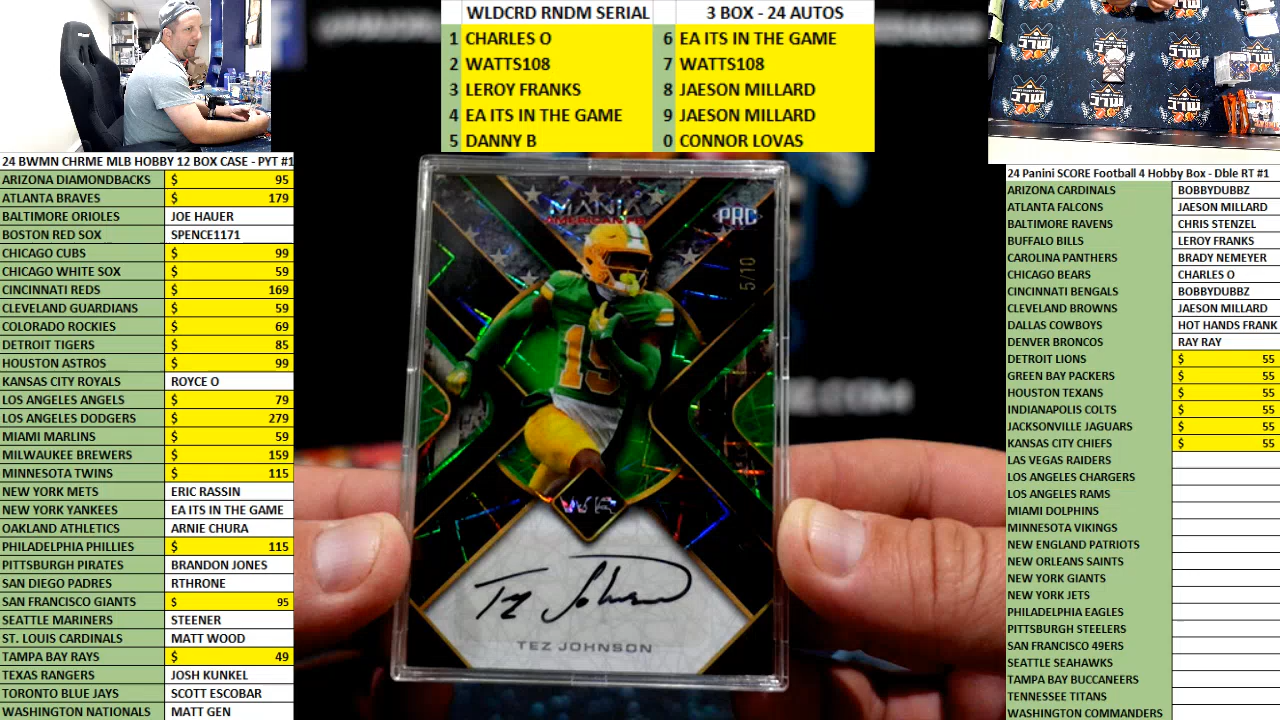 WLDCRD RNDM SERIAL 3 BOX - 24 AUTOS
1 CHARLES O 6 EA ITS IN THE GAME
2 WATTS108 7 WATTS108
3 LEROY FRANKS 8 JAESON MILLARD
4 EA ITS IN THE GAME 9 JAESON MILLARD
5 DANNY B 0 CONNOR LOVAS
24 BWMN CHRME MLB HOBBY 12 BOX CASE - PYT #1
ARIZONA DIAMONDBACKS $ 95
ATLANTA BRAVES $ 179
BALTIMORE ORIOLES JOE HAUER
BOSTON RED SOX SPENCE1171
CHICAGO CUBS $ 99
CHICAGO WHITE SOX $ 59
CINCINNATI REDS $ 169
CLEVELAND GUARDIANS $ 59
COLORADO ROCKIES $ 69
DETROIT TIGERS $ 85
HOUSTON ASTROS $ 99
KANSAS CITY ROYALS ROYCE O
LOS ANGELES ANGELS $ 79
LOS ANGELES DODGERS $ 279
MIAMI MARLINS $ 59
MILWAUKEE BREWERS $ 159
MINNESOTA TWINS $ 115
NEW YORK METS ERIC RASSIN
NEW YORK YANKEES EA ITS IN THE GAME
OAKLAND ATHLETICS ARNIE CHURA
PHILADELPHIA PHILLIES $ 115
PITTSBURGH PIRATES BRANDON JONES
SAN DIEGO PADRES RTHRONE
SAN FRANCISCO GIANTS $ 95
SEATTLE MARINERS STEENER
ST. LOUIS CARDINALS MATT WOOD
TAMPA BAY RAYS $ 49
TEXAS RANGERS JOSH KUNKEL
TORONTO BLUE JAYS SCOTT ESCOBAR
WASHINGTON NATIONALS MATT GEN
MANIA
AMERICAN
PRC
5/10
15
WR
Tez Johnson
TEZ JOHNSON
24 Panini SCORE Football 4 Hobby Box - Dble RT #1
ARIZONA CARDINALS BOBBYDUBBZ
ATLANTA FALCONS JAESON MILLARD
BALTIMORE RAVENS CHRIS STENZEL
BUFFALO BILLS LEROY FRANKS
CAROLINA PANTHERS BRADY NEMEYER
CHICAGO BEARS CHARLES O
CINCINNATI BENGALS BOBBYDUBBZ
CLEVELAND BROWNS JAESON MILLARD
DALLAS COWBOYS HOT HANDS FRANK
DENVER BRONCOS RAY RAY
DETROIT LIONS $ 55
GREEN BAY PACKERS $ 55
HOUSTON TEXANS $ 55
INDIANAPOLIS COLTS $ 55
JACKSONVILLE JAGUARS $ 55
KANSAS CITY CHIEFS $ 55
LAS VEGAS RAIDERS
LOS ANGELES CHARGERS
LOS ANGELES RAMS
MIAMI DOLPHINS
MINNESOTA VIKINGS
NEW ENGLAND PATRIOTS
NEW ORLEANS SAINTS
NEW YORK GIANTS
NEW YORK JETS
PHILADELPHIA EAGLES
PITTSBURGH STEELERS
SAN FRANCISCO 49ERS
SEATTLE SEAHAWKS
TAMPA BAY BUCCANEERS
TENNESSEE TITANS
WASHINGTON COMMANDERS